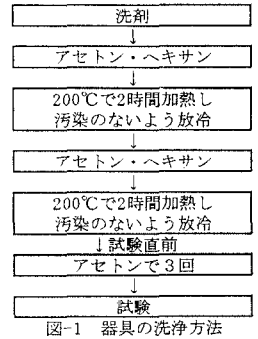 洗剤
↓
アセトン・ヘキサン
↓
200℃で2時間加熱し
汚染のないよう放冷
↓
アセトン・ヘキサン
↓
200℃で2時間加熱し
汚染のないよう放冷
↓試験直前
アセトンで3回
↓
試験
図-1 器具の洗浄方法